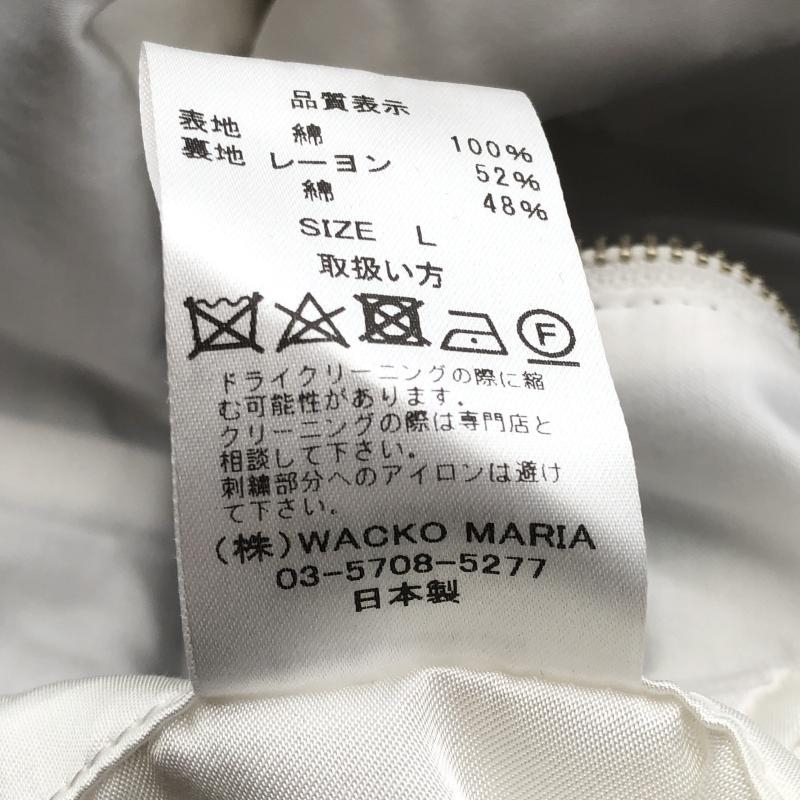 品質表示
表地 綿 100%
裏地 レーヨン 52%
綿 48%
SIZE L
取扱い方
F
ドライクリーニングの際に縮
む可能性があります.
クリーニングの際は専門店と
相談して下さい.
刺繍部分へのアイロンは避け
て下さい.
(株)WACKO MARIA
03-5708-5277
日本製